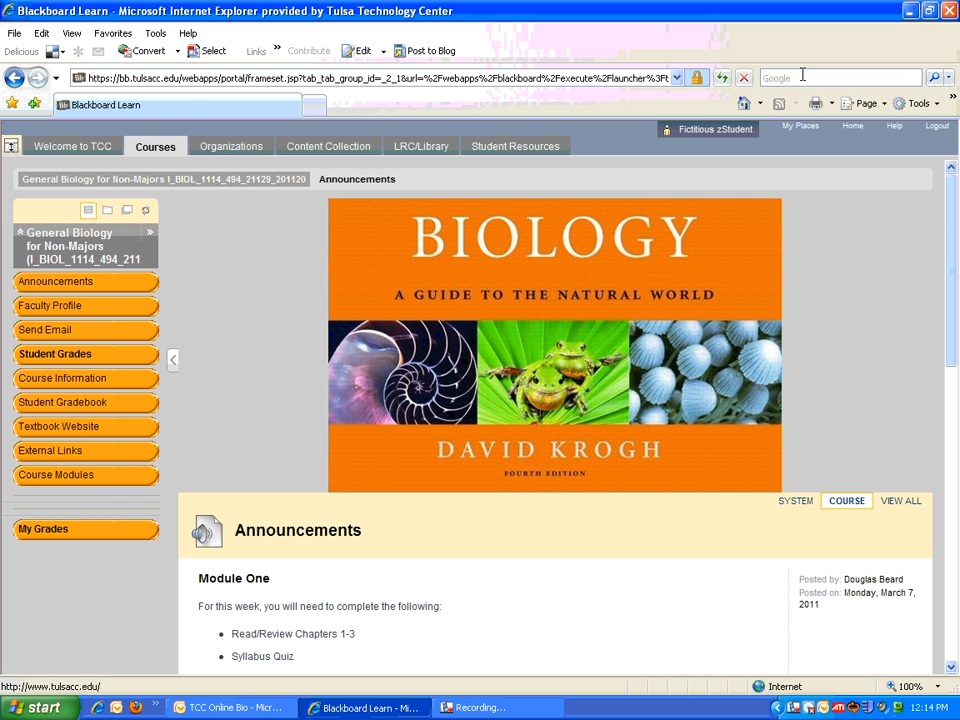 Blackboard Learn - Microsoft Internet Explorer provided by Tulsa Technology Center
File Edit View Favorites Tools Help
Delicious Convert Select Links » Contribute Edit Post to Blog
https://bb.tulsacc.edu/webapps/portal/frameset.jsp?tab_tab_group_id=_2_1&url=%2Fwebapps%2Fblackboard%2Fexecute%2Flauncher%3Ft Google
Blackboard Learn Page Tools »
Fictitious zStudent My Places Home Help Logout
Welcome to TCC Courses Organizations Content Collection LRC/Library Student Resources
General Biology for Non-Majors I_BIOL_1114_494_21129_201120 Announcements
General Biology
for Non-Majors
(I_BIOL_1114_494_211
Announcements
Faculty Profile
Send Email
Student Grades
Course Information
Student Gradebook
Textbook Website
External Links
Course Modules
My Grades
BIOLOGY
A GUIDE TO THE NATURAL WORLD
DAVID KROGH
FOURTH EDITION
SYSTEM COURSE VIEW ALL
Announcements
Module One
For this week, you will need to complete the following:
• Read/Review Chapters 1-3
• Syllabus Quiz
Posted by: Douglas Beard
Posted on: Monday, March 7,
2011
http://www.tulsacc.edu/ Internet 100%
start » TCC Online Bio - Micr... Blackboard Learn - Mi... Recording... ATI 12:14 PM